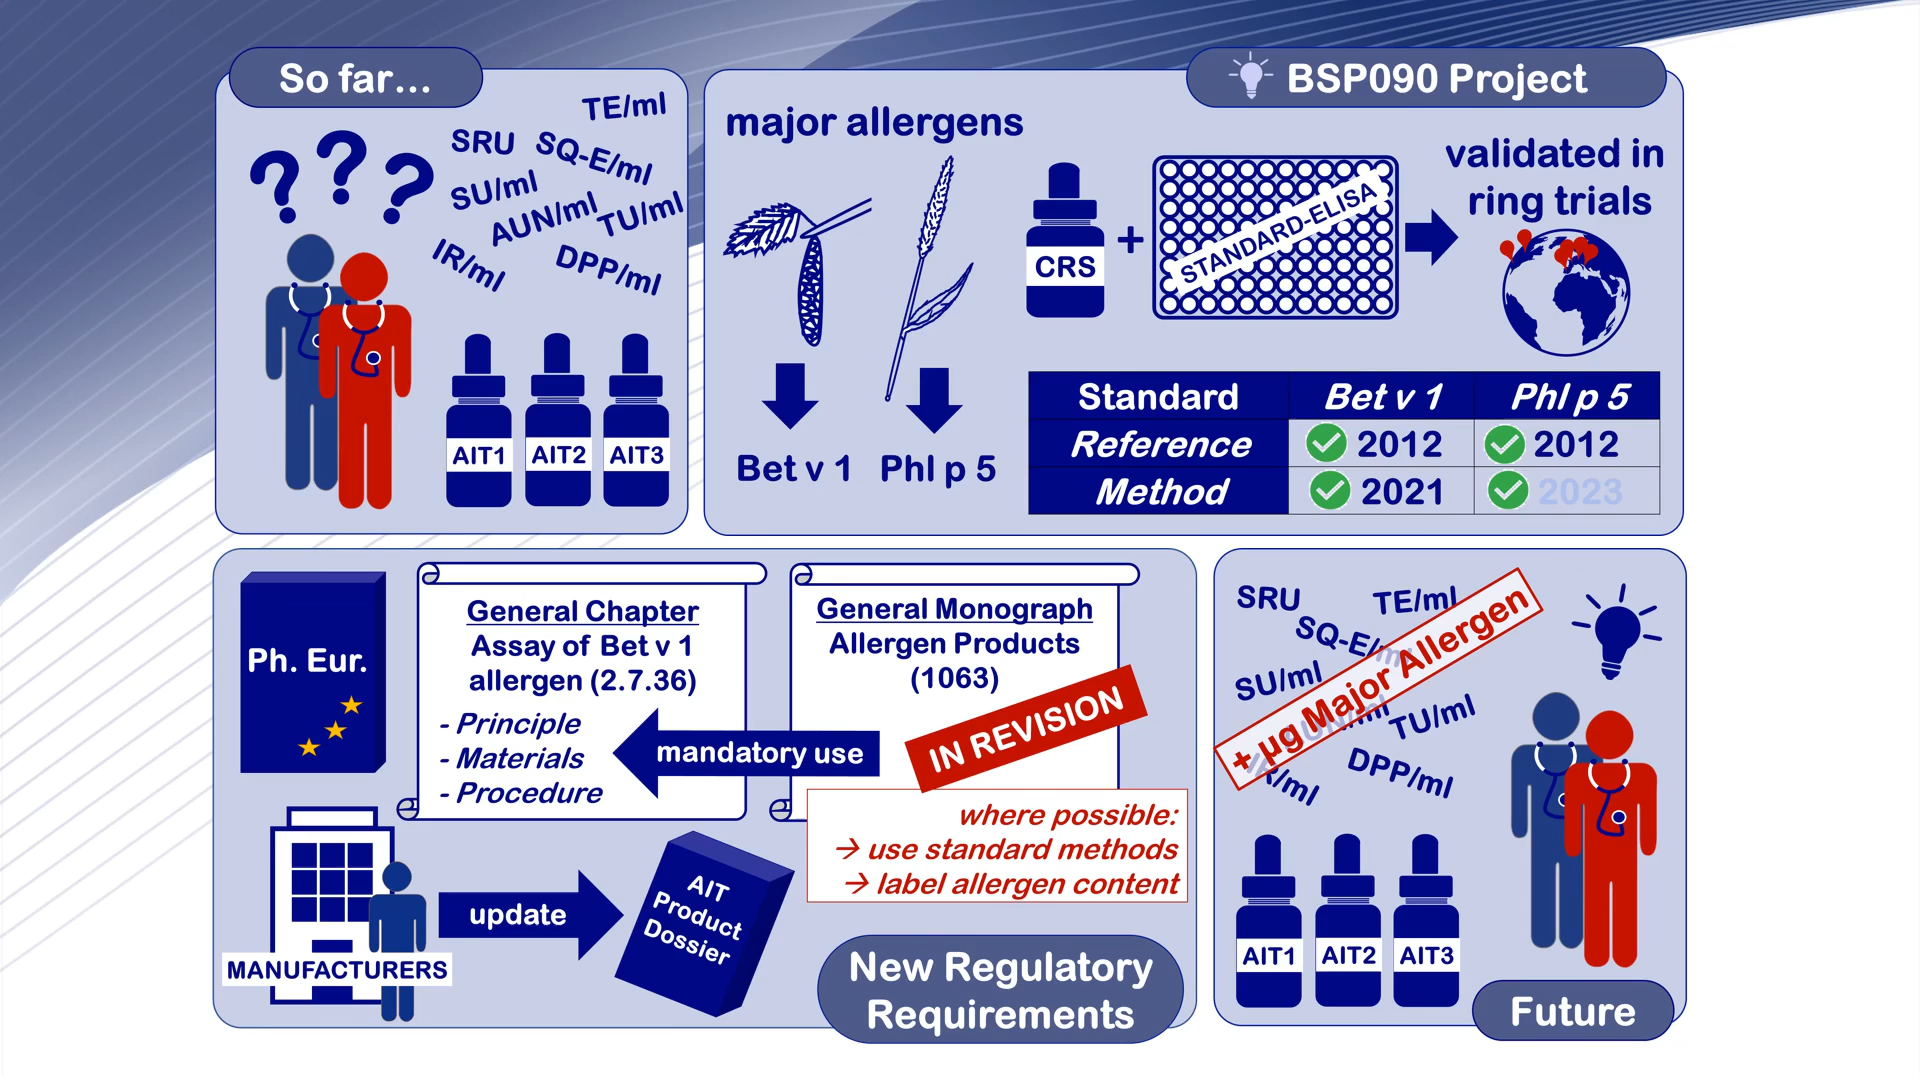 So far...
TE/ml
SRU
SQ-E/ml
SU/ml
AUN/ml
TU/ml
IR/ml
DPP/ml
? ? ?
AIT1
AIT2
AIT3
BSP090 Project
major allergens
Bet v 1
Phl p 5
CRS
+
STANDARD-ELISA
validated in
ring trials
Standard Bet v 1 Phl p 5
Reference 2012 2012
Method 2021 2023
Ph. Eur.
General Chapter
Assay of Bet v 1
allergen (2.7.36)
- Principle
- Materials
- Procedure
General Monograph
Allergen Products
(1063)
mandatory use
IN REVISION
where possible:
→ use standard methods
→ label allergen content
MANUFACTURERS
update
AIT
Product
Dossier
New Regulatory
Requirements
SRU
TE/ml
SQ-E/ml
SU/ml
+ µg Major Allergen
TU/ml
IR/ml
DPP/ml
AIT1
AIT2
AIT3
Future